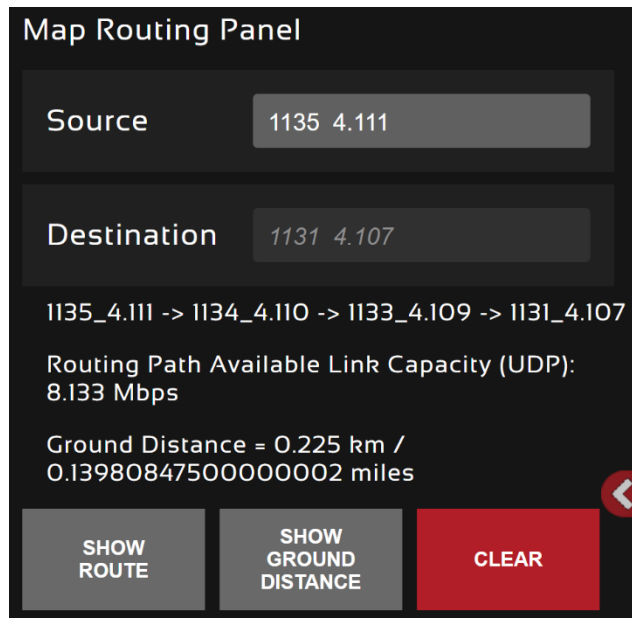 Map Routing Panel
Source
1135 4.111
Destination
1131 4.107
1135_4.111 -> 1134_4.110 -> 1133_4.109 -> 1131_4.107
Routing Path Available Link Capacity (UDP):
8.133 Mbps
Ground Distance = 0.225 km /
0.13980847500000002 miles
SHOW
ROUTE
SHOW
GROUND
DISTANCE
CLEAR